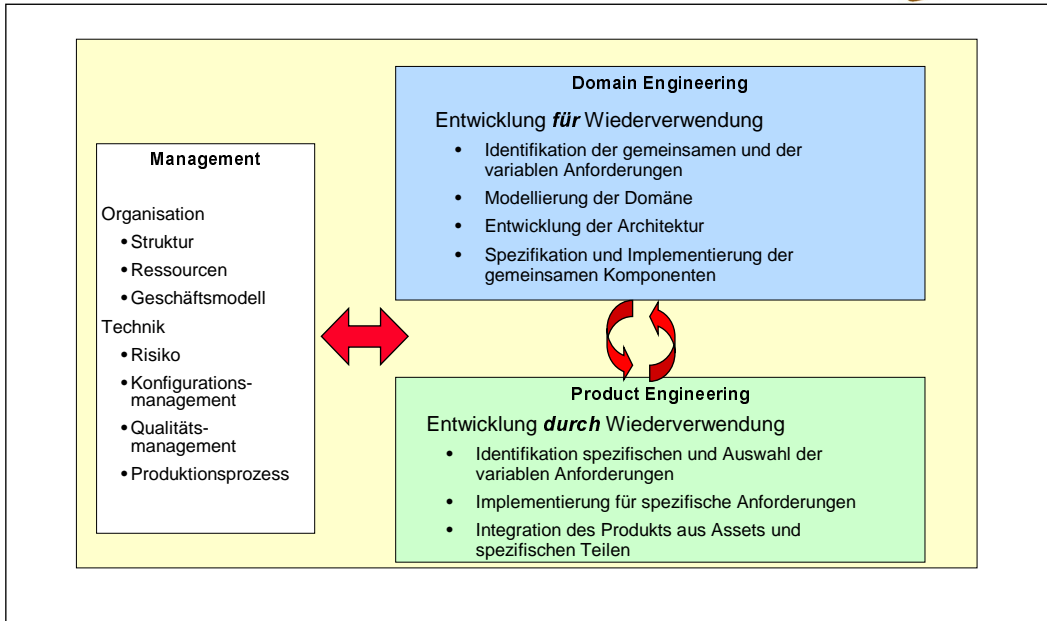 Management
Organisation
• Struktur
• Ressourcen
• Geschäftsmodell
Technik
• Risiko
• Konfigurations-
management
• Qualitäts-
management
• Produktionsprozess
Domain Engineering
Entwicklung für Wiederverwendung
• Identifikation der gemeinsamen und der
variablen Anforderungen
• Modellierung der Domäne
• Entwicklung der Architektur
• Spezifikation und Implementierung der
gemeinsamen Komponenten
Product Engineering
Entwicklung durch Wiederverwendung
• Identifikation spezifischen und Auswahl der
variablen Anforderungen
• Implementierung für spezifische Anforderungen
• Integration des Produkts aus Assets und
spezifischen Teilen